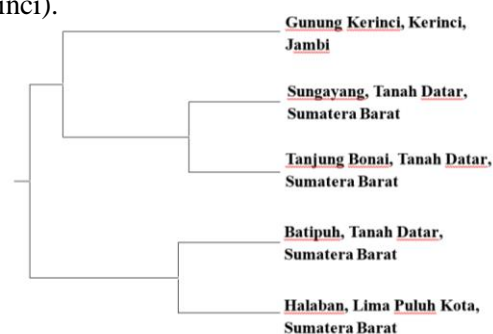 inci).
Gunung Kerinci, Kerinci,
Jambi
Sungayang, Tanah Datar,
Sumatera Barat
Tanjung Bonai, Tanah Datar,
Sumatera Barat
Batipuh, Tanah Datar,
Sumatera Barat
Halaban, Lima Puluh Kota,
Sumatera Barat